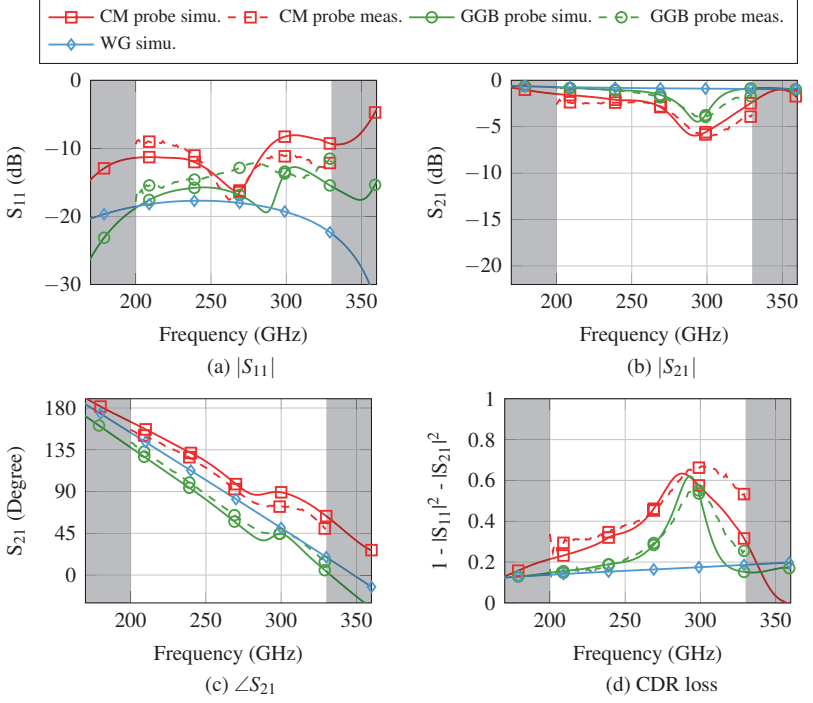 CM probe simu. CM probe meas. GGB probe simu. GGB probe meas.
WG simu.
0
−10
−20
−30
S11 (dB)
200 250 300 350
Frequency (GHz)
(a) |S11|
0
−5
−10
−15
−20
S21 (dB)
200 250 300 350
Frequency (GHz)
(b) |S21|
180
135
90
45
0
S21 (Degree)
200 250 300 350
Frequency (GHz)
(c) ∠S21
1
0.8
0.6
0.4
0.2
0
1 - |S11|² - |S21|²
200 250 300 350
Frequency (GHz)
(d) CDR loss